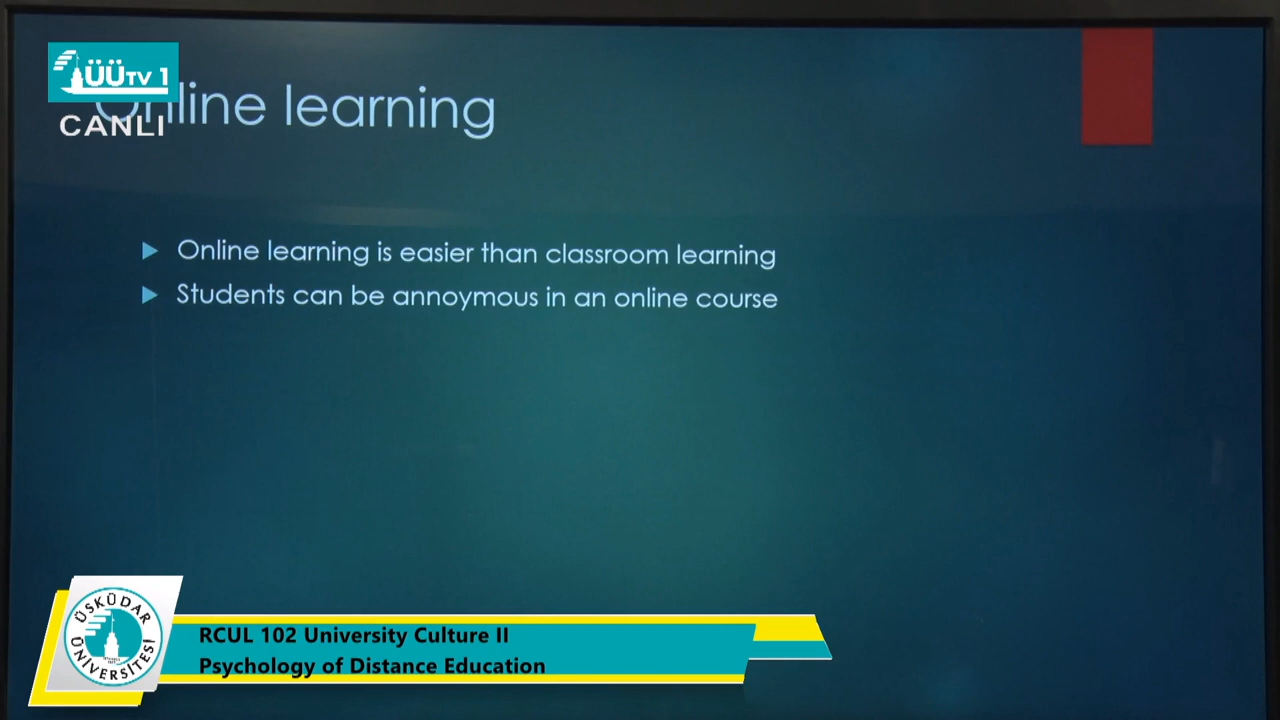 ÜÜTV 1
CANLI
Online learning
Online learning is easier than classroom learning
Students can be annoymous in an online course
ÜSKÜDAR
ÜNİVERSİTESİ
RCUL 102 University Culture II
Psychology of Distance Education